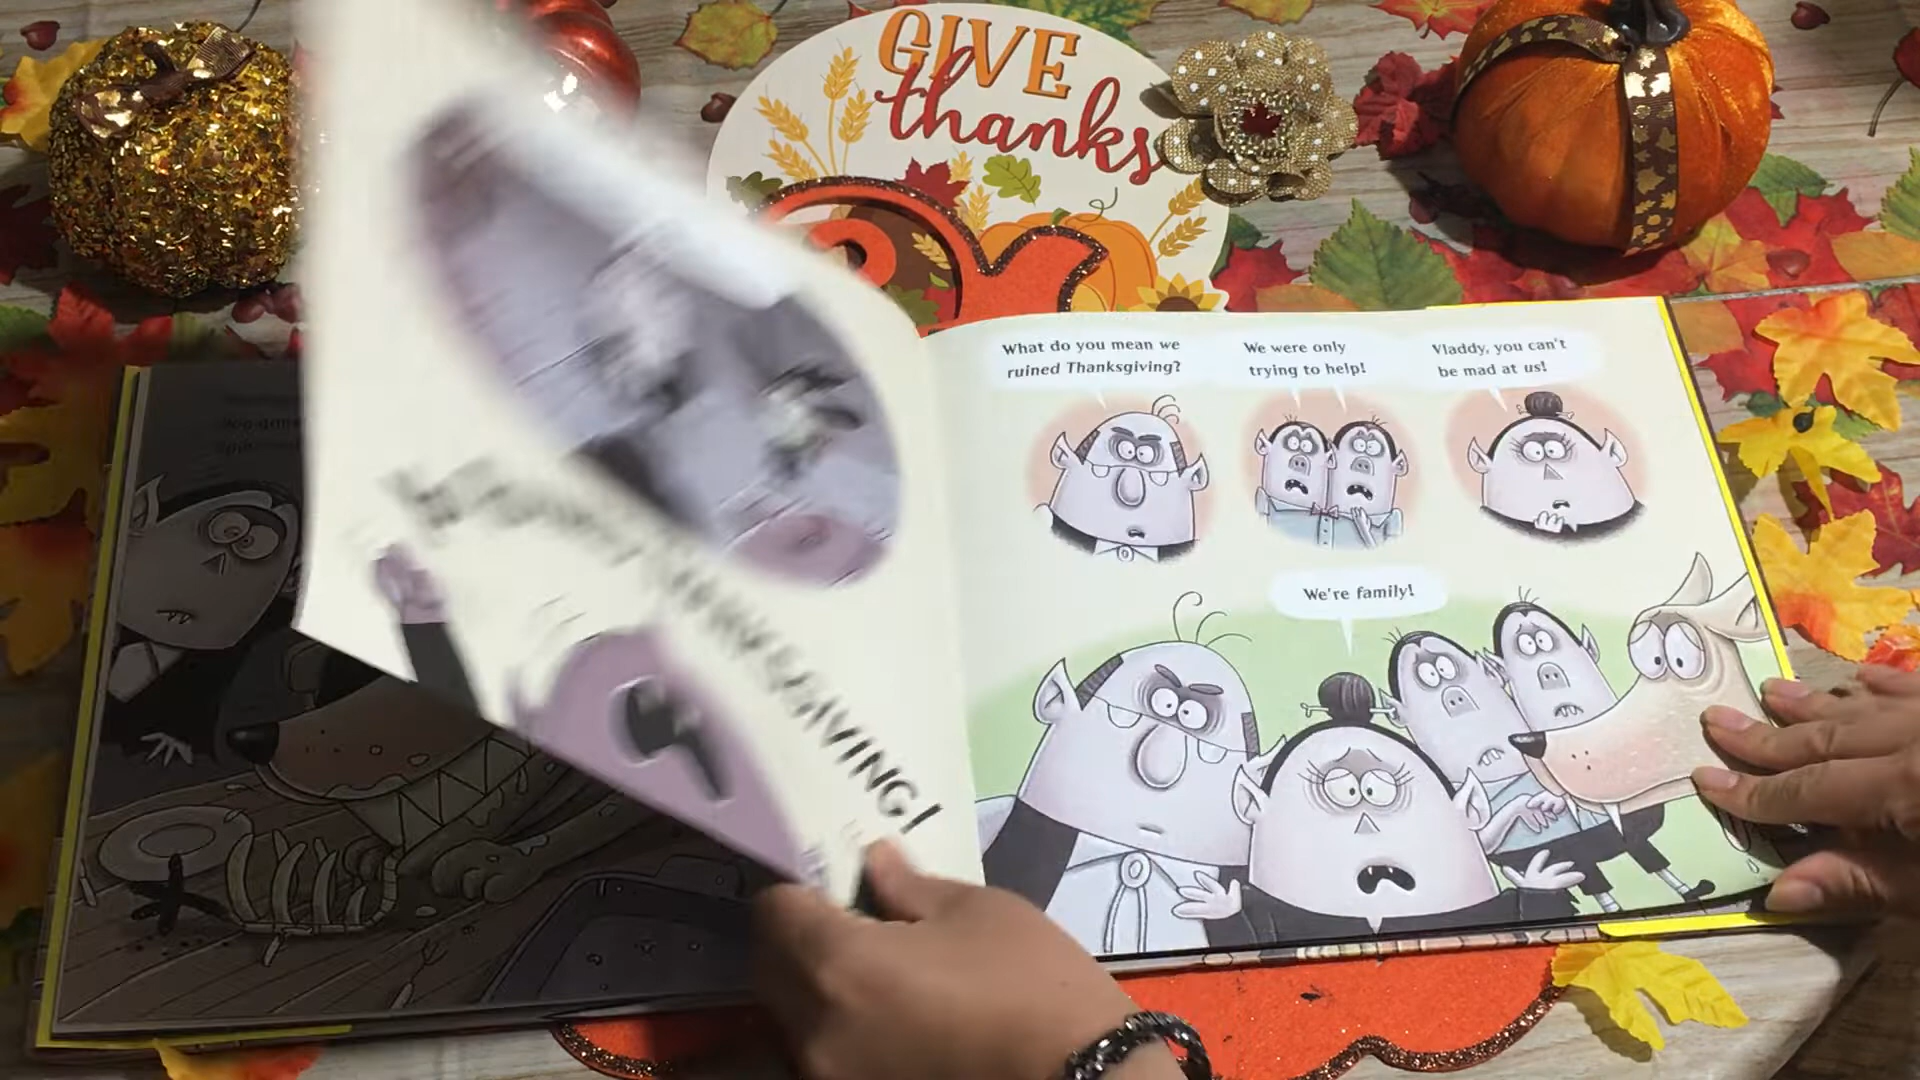 GIVE
thanks
THANKSGIVING!
What do you mean we
ruined Thanksgiving?
We were only
trying to help!
Vladdy, you can't
be mad at us!
We're family!